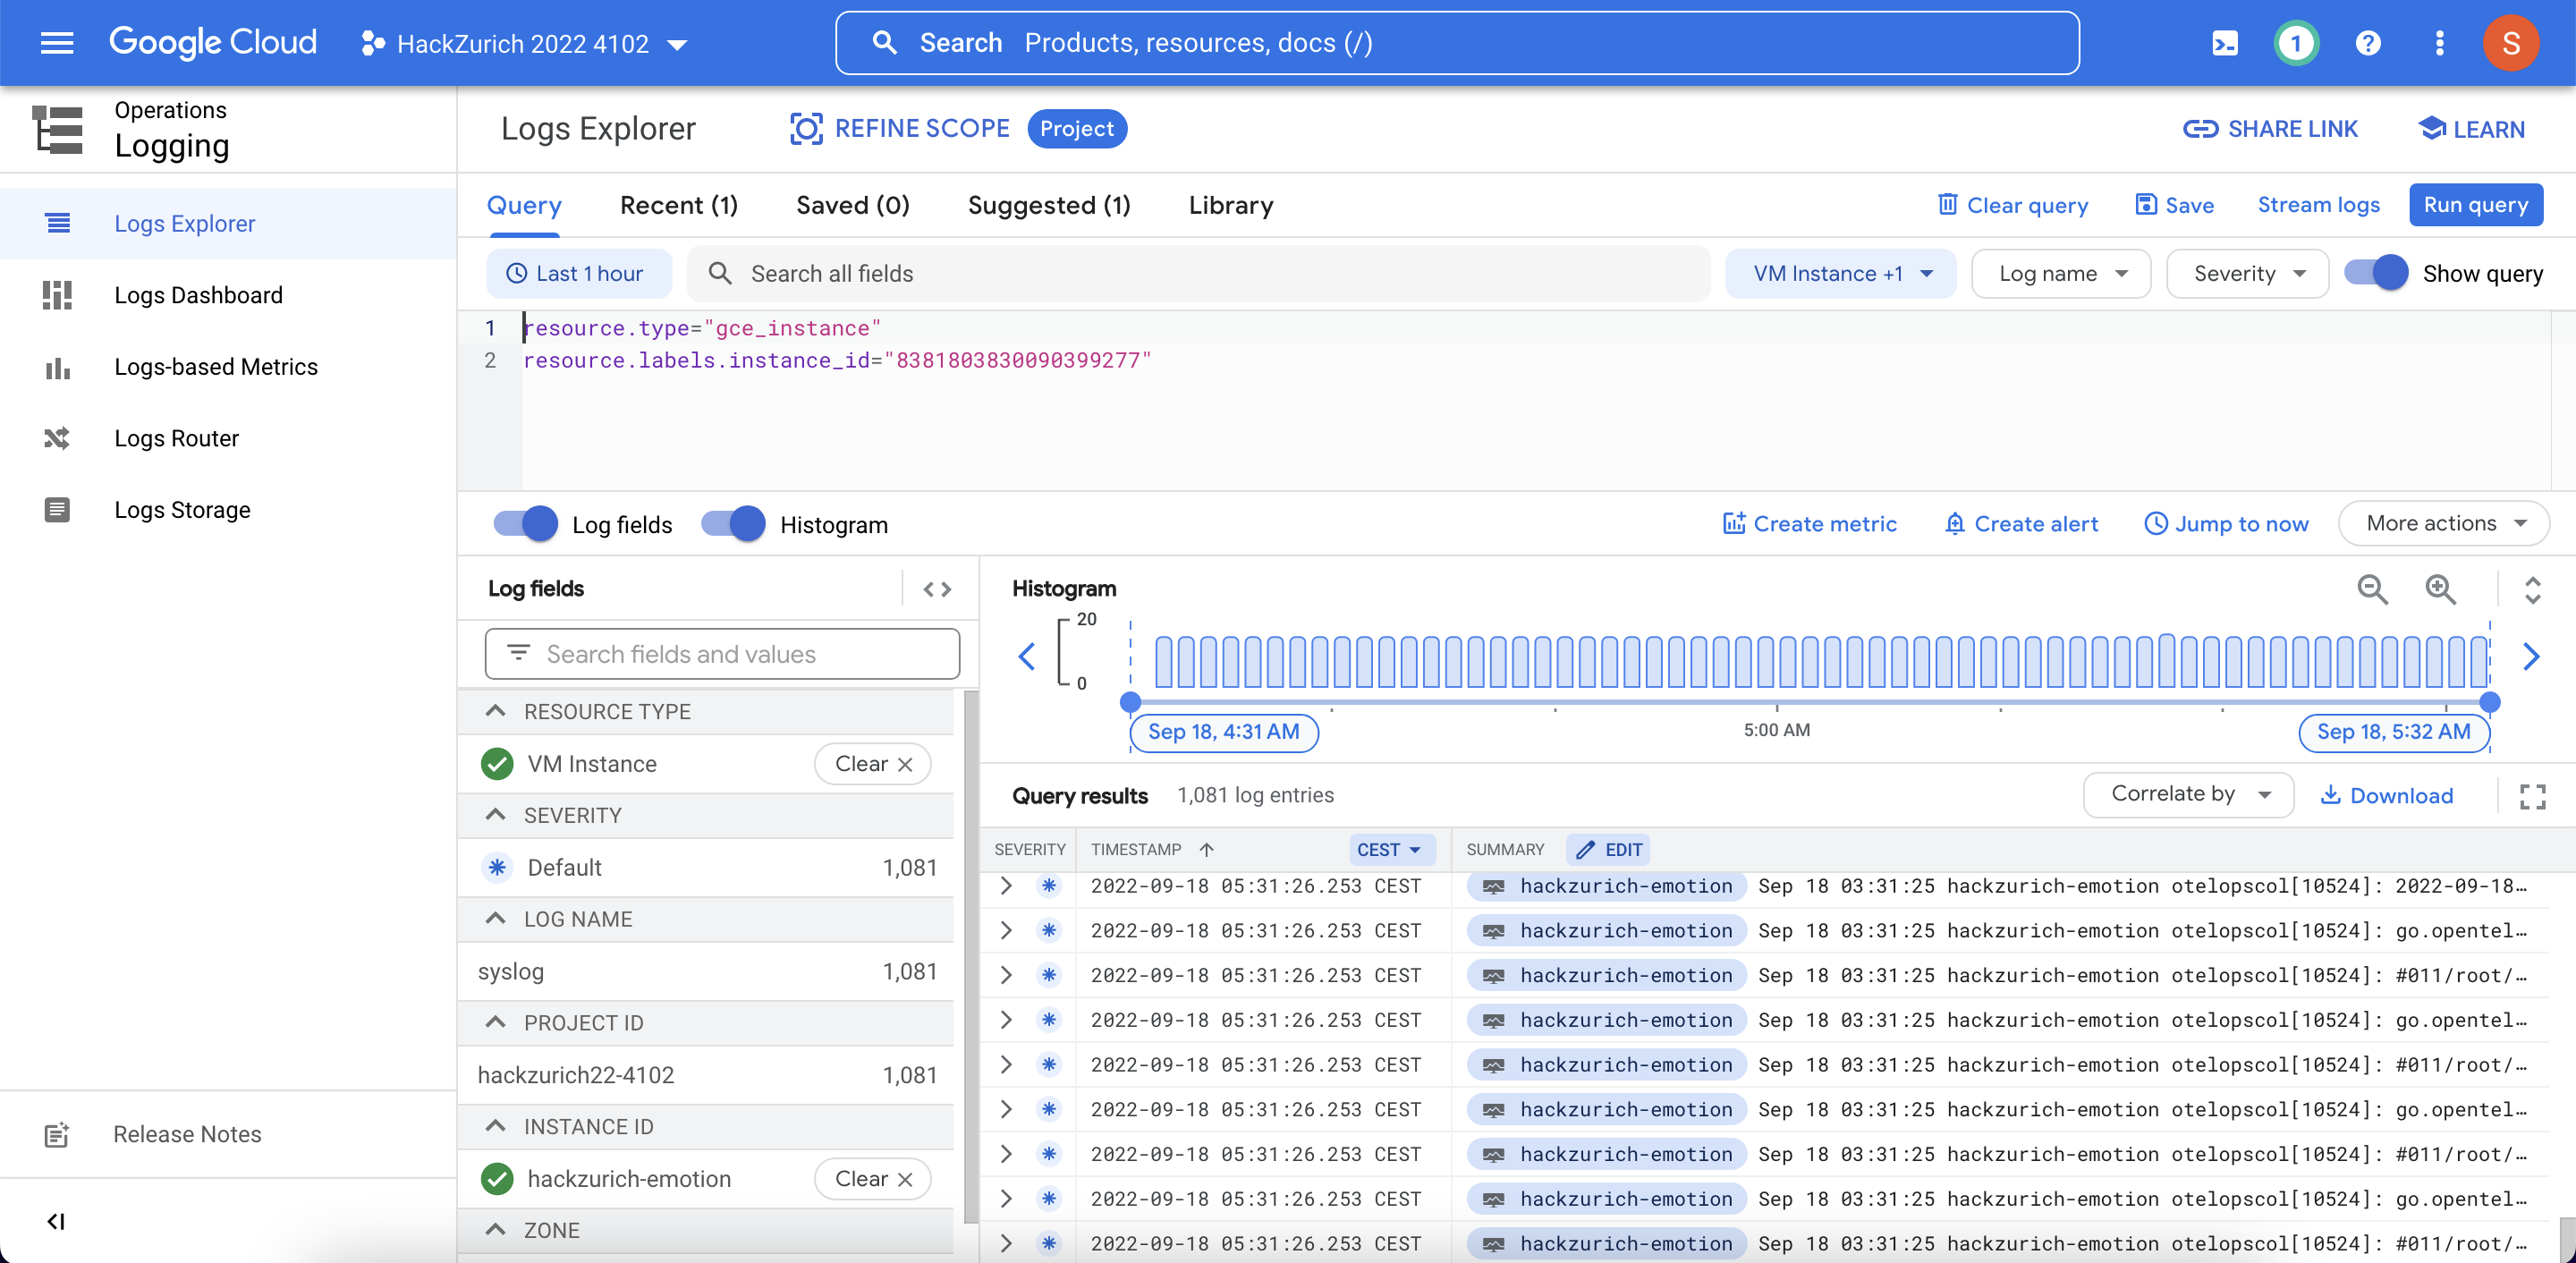 Google Cloud
HackZurich 2022 4102
Search Products, resources, docs (/)
1
?
S
Operations
Logging
Logs Explorer
REFINE SCOPE
Project
SHARE LINK
LEARN
Logs Explorer
Logs Dashboard
Logs-based Metrics
Logs Router
Logs Storage
Release Notes
Query
Recent (1)
Saved (0)
Suggested (1)
Library
Clear query
Save
Stream logs
Run query
Last 1 hour
Search all fields
VM Instance +1
Log name
Severity
Show query
1 resource.type="gce_instance"
2 resource.labels.instance_id="8381803830090399277"
Log fields
Histogram
Create metric
Create alert
Jump to now
More actions
Log fields
Search fields and values
RESOURCE TYPE
VM Instance
Clear
SEVERITY
Default 1,081
LOG NAME
syslog 1,081
PROJECT ID
hackzurich22-4102 1,081
INSTANCE ID
hackzurich-emotion
Clear
ZONE
Histogram
20
0
Sep 18, 4:31 AM
5:00 AM
Sep 18, 5:32 AM
Query results 1,081 log entries
Correlate by
Download
SEVERITY TIMESTAMP CEST SUMMARY EDIT
2022-09-18 05:31:26.253 CEST hackzurich-emotion Sep 18 03:31:25 hackzurich-emotion otelopscol[10524]: 2022-09-18…
2022-09-18 05:31:26.253 CEST hackzurich-emotion Sep 18 03:31:25 hackzurich-emotion otelopscol[10524]: go.opentel…
2022-09-18 05:31:26.253 CEST hackzurich-emotion Sep 18 03:31:25 hackzurich-emotion otelopscol[10524]: #011/root/…
2022-09-18 05:31:26.253 CEST hackzurich-emotion Sep 18 03:31:25 hackzurich-emotion otelopscol[10524]: go.opentel…
2022-09-18 05:31:26.253 CEST hackzurich-emotion Sep 18 03:31:25 hackzurich-emotion otelopscol[10524]: #011/root/…
2022-09-18 05:31:26.253 CEST hackzurich-emotion Sep 18 03:31:25 hackzurich-emotion otelopscol[10524]: go.opentel…
2022-09-18 05:31:26.253 CEST hackzurich-emotion Sep 18 03:31:25 hackzurich-emotion otelopscol[10524]: #011/root/…
2022-09-18 05:31:26.253 CEST hackzurich-emotion Sep 18 03:31:25 hackzurich-emotion otelopscol[10524]: go.opentel…
2022-09-18 05:31:26.253 CEST hackzurich-emotion Sep 18 03:31:25 hackzurich-emotion otelopscol[10524]: #011/root/…